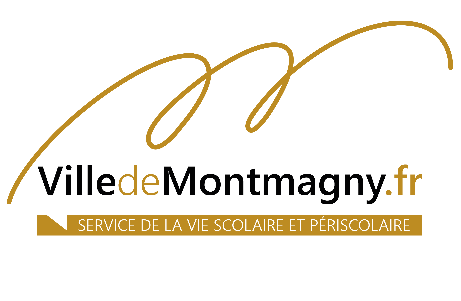 VilledeMontmagny.fr
SERVICE DE LA VIE SCOLAIRE ET PÉRISCOLAIRE